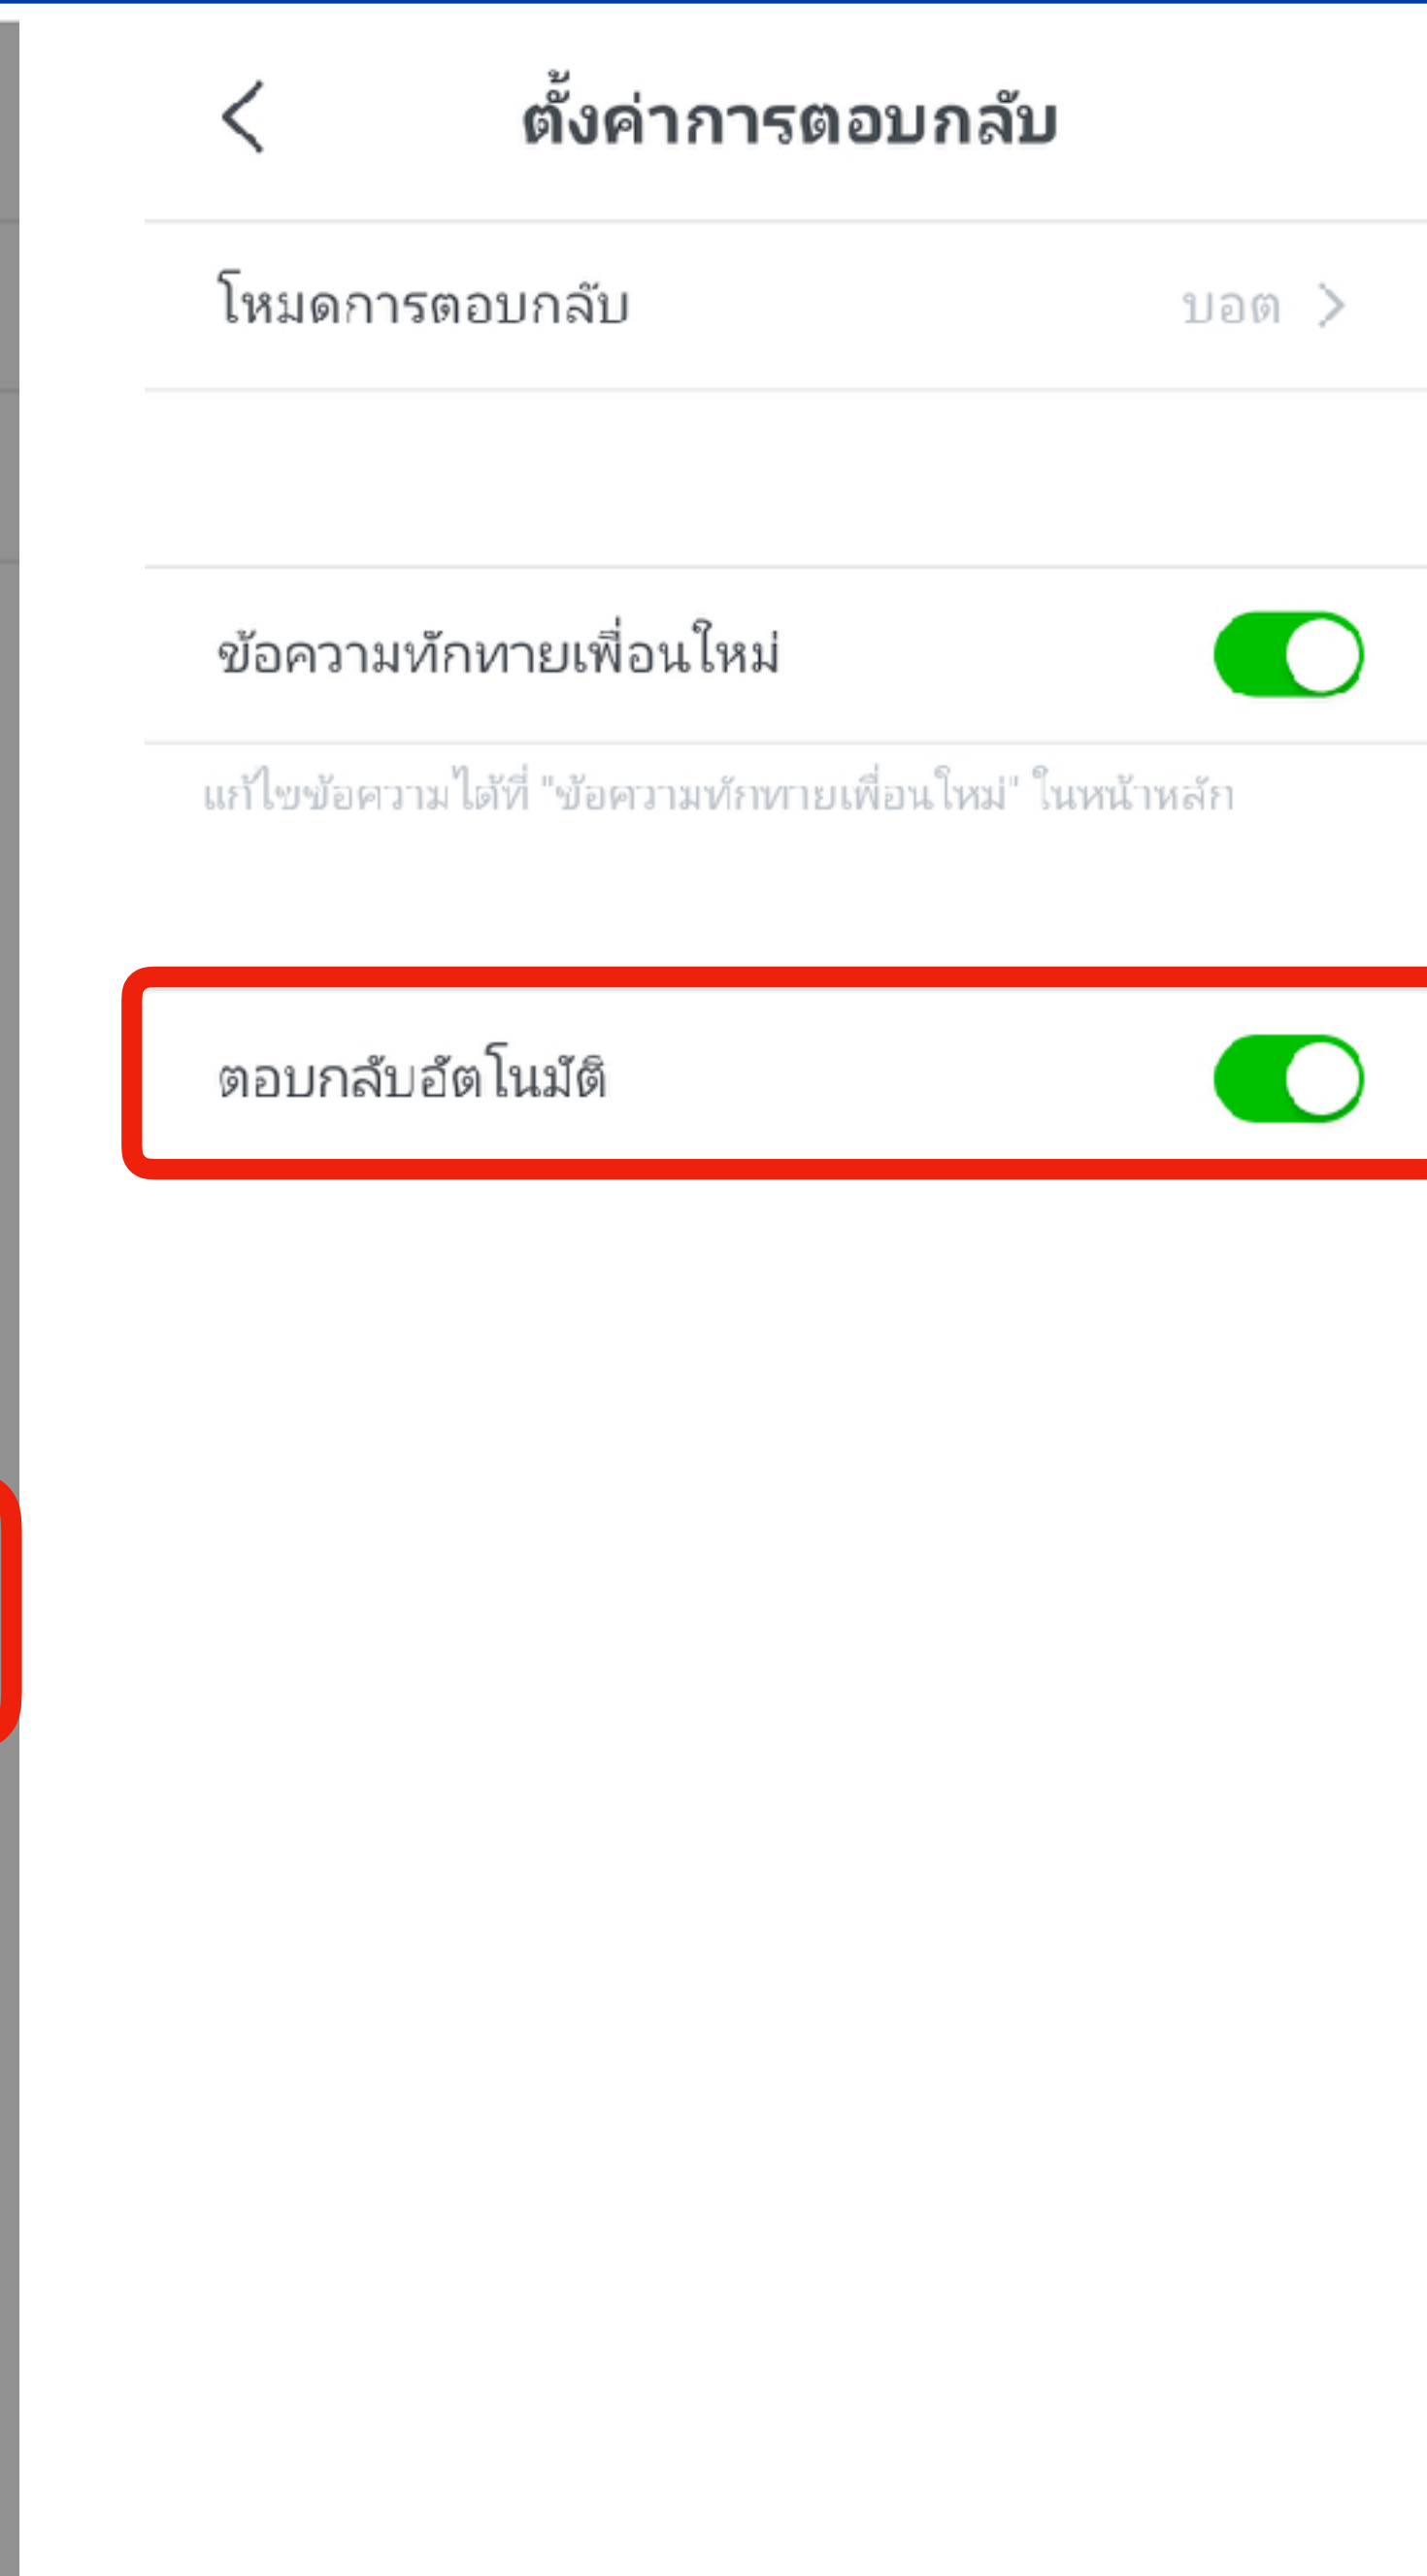 ตั้งค่าการตอบกลับ
โหมดการตอบกลับ บอต
ข้อความทักทายเพื่อนใหม่
แก้ไขข้อความได้ที่ "ข้อความทักทายเพื่อนใหม่" ในหน้าหลัก
ตอบกลับอัตโนมัติ